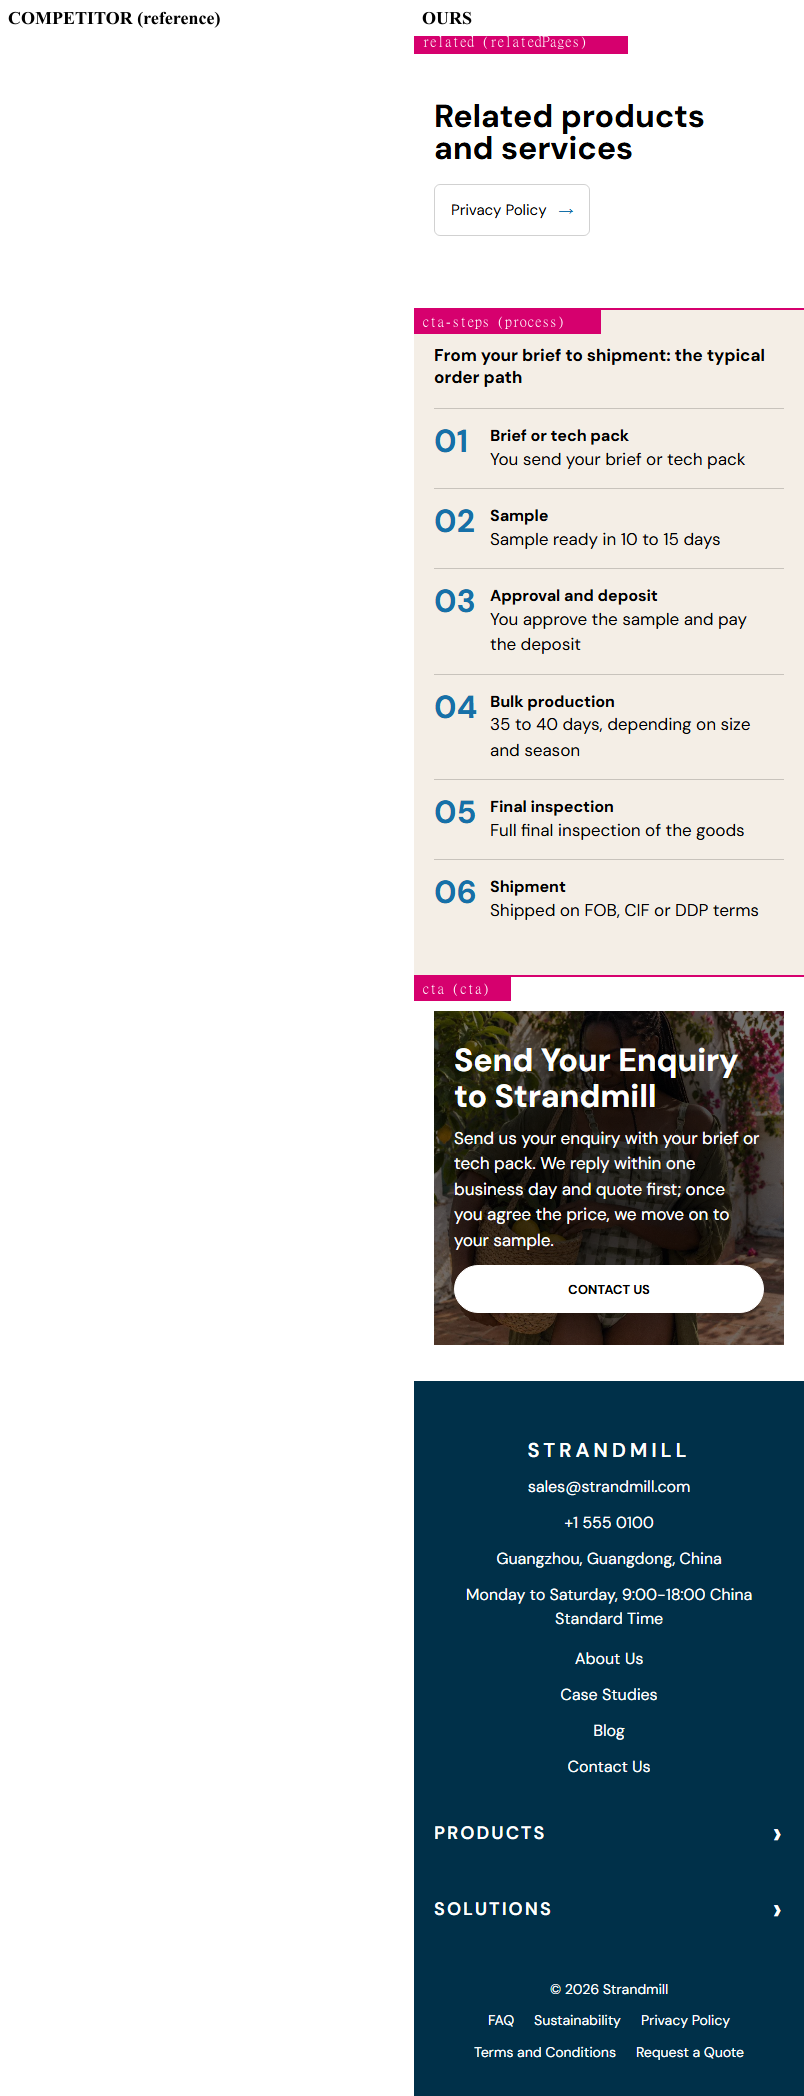 COMPETITOR (reference)
OURS
related (relatedPages)
Related products
and services
Privacy Policy →
cta-steps (process)
From your brief to shipment: the typical
order path
01
Brief or tech pack
You send your brief or tech pack
02
Sample
Sample ready in 10 to 15 days
03
Approval and deposit
You approve the sample and pay
the deposit
04
Bulk production
35 to 40 days, depending on size
and season
05
Final inspection
Full final inspection of the goods
06
Shipment
Shipped on FOB, CIF or DDP terms
cta (cta)
Send Your Enquiry
to Strandmill
Send us your enquiry with your brief or
tech pack. We reply within one
business day and quote first; once
you agree the price, we move on to
your sample.
CONTACT US
STRANDMILL
sales@strandmill.com
+1 555 0100
Guangzhou, Guangdong, China
Monday to Saturday, 9:00-18:00 China
Standard Time
About Us
Case Studies
Blog
Contact Us
PRODUCTS
SOLUTIONS
© 2026 Strandmill
FAQ Sustainability Privacy Policy
Terms and Conditions Request a Quote